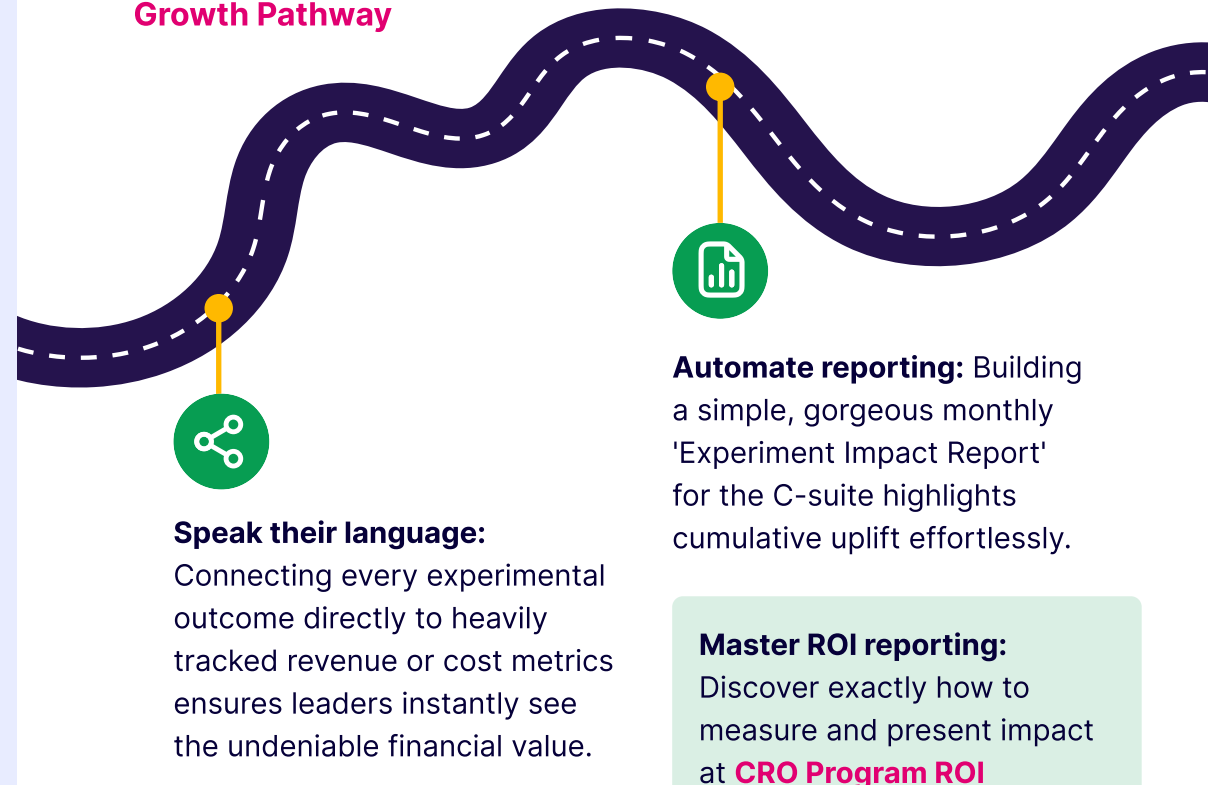 Growth Pathway
Speak their language:
Connecting every experimental
outcome directly to heavily
tracked revenue or cost metrics
ensures leaders instantly see
the undeniable financial value.
Automate reporting: Building
a simple, gorgeous monthly
'Experiment Impact Report'
for the C-suite highlights
cumulative uplift effortlessly.
Master ROI reporting:
Discover exactly how to
measure and present impact
at CRO Program ROI